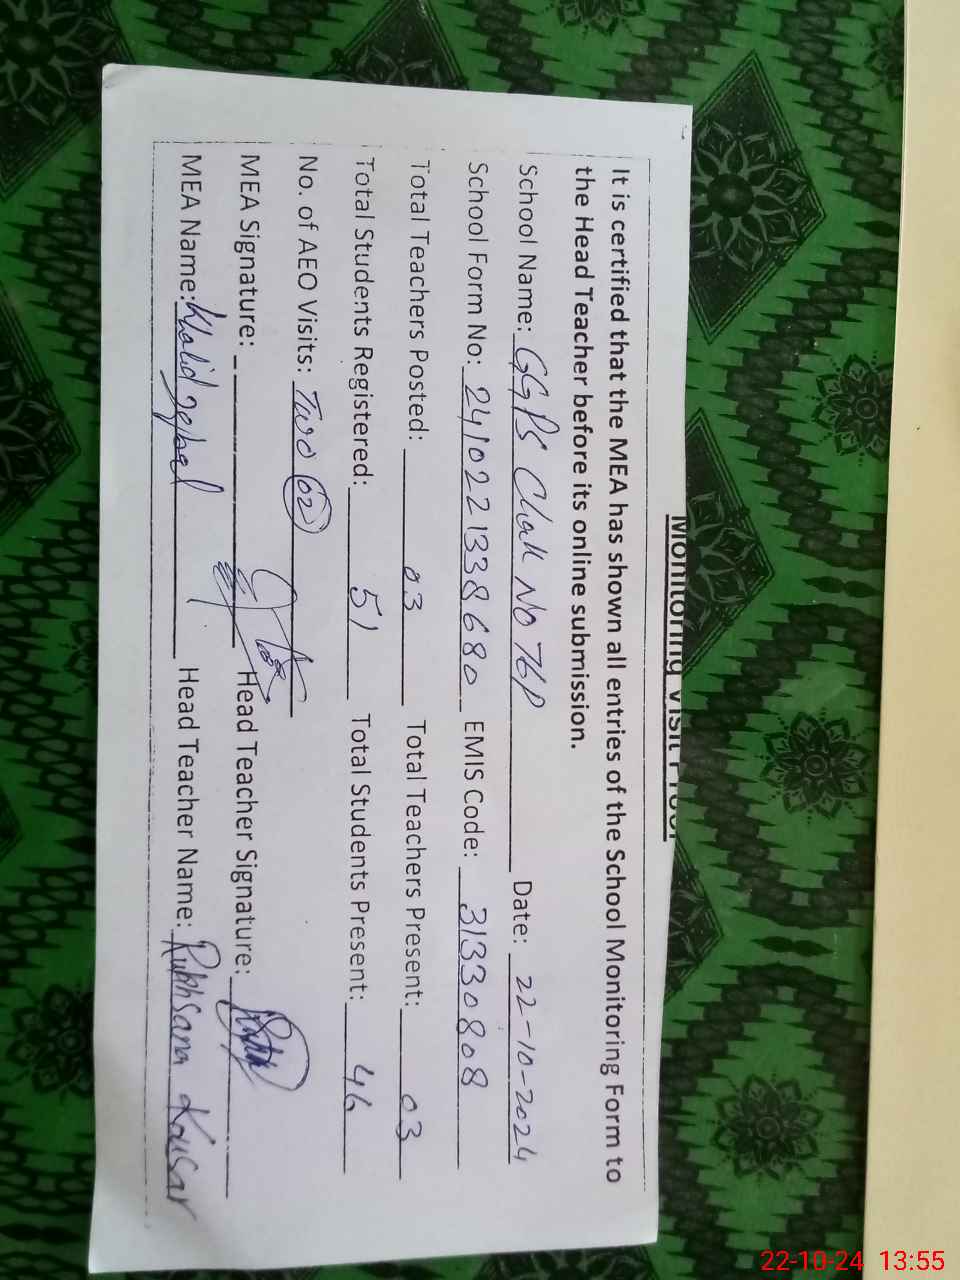 Monitoring Visit Proof
It is certified that the MEA has shown all entries of the School Monitoring Form to
the Head Teacher before its online submission.
School Name: GGPS Chak No 76P Date: 22-10-2024
School Form No: 2410221338680 EMIS Code: 31330808
Total Teachers Posted: 03 Total Teachers Present: 03
Total Students Registered: 51 Total Students Present: 46
No. of AEO Visits: Two 02
MEA Signature: Head Teacher Signature:
MEA Name: Khalid Iqbal Head Teacher Name: Rukhsana Kausar
22-10-24 13:55